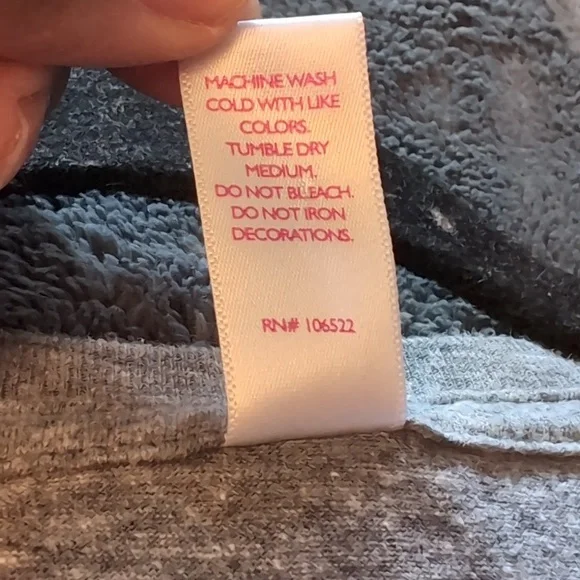 MACHINE WASH
COLD WITH LIKE
COLORS.
TUMBLE DRY
MEDIUM.
DO NOT BLEACH.
DO NOT IRON
DECORATIONS.
RN# 106522